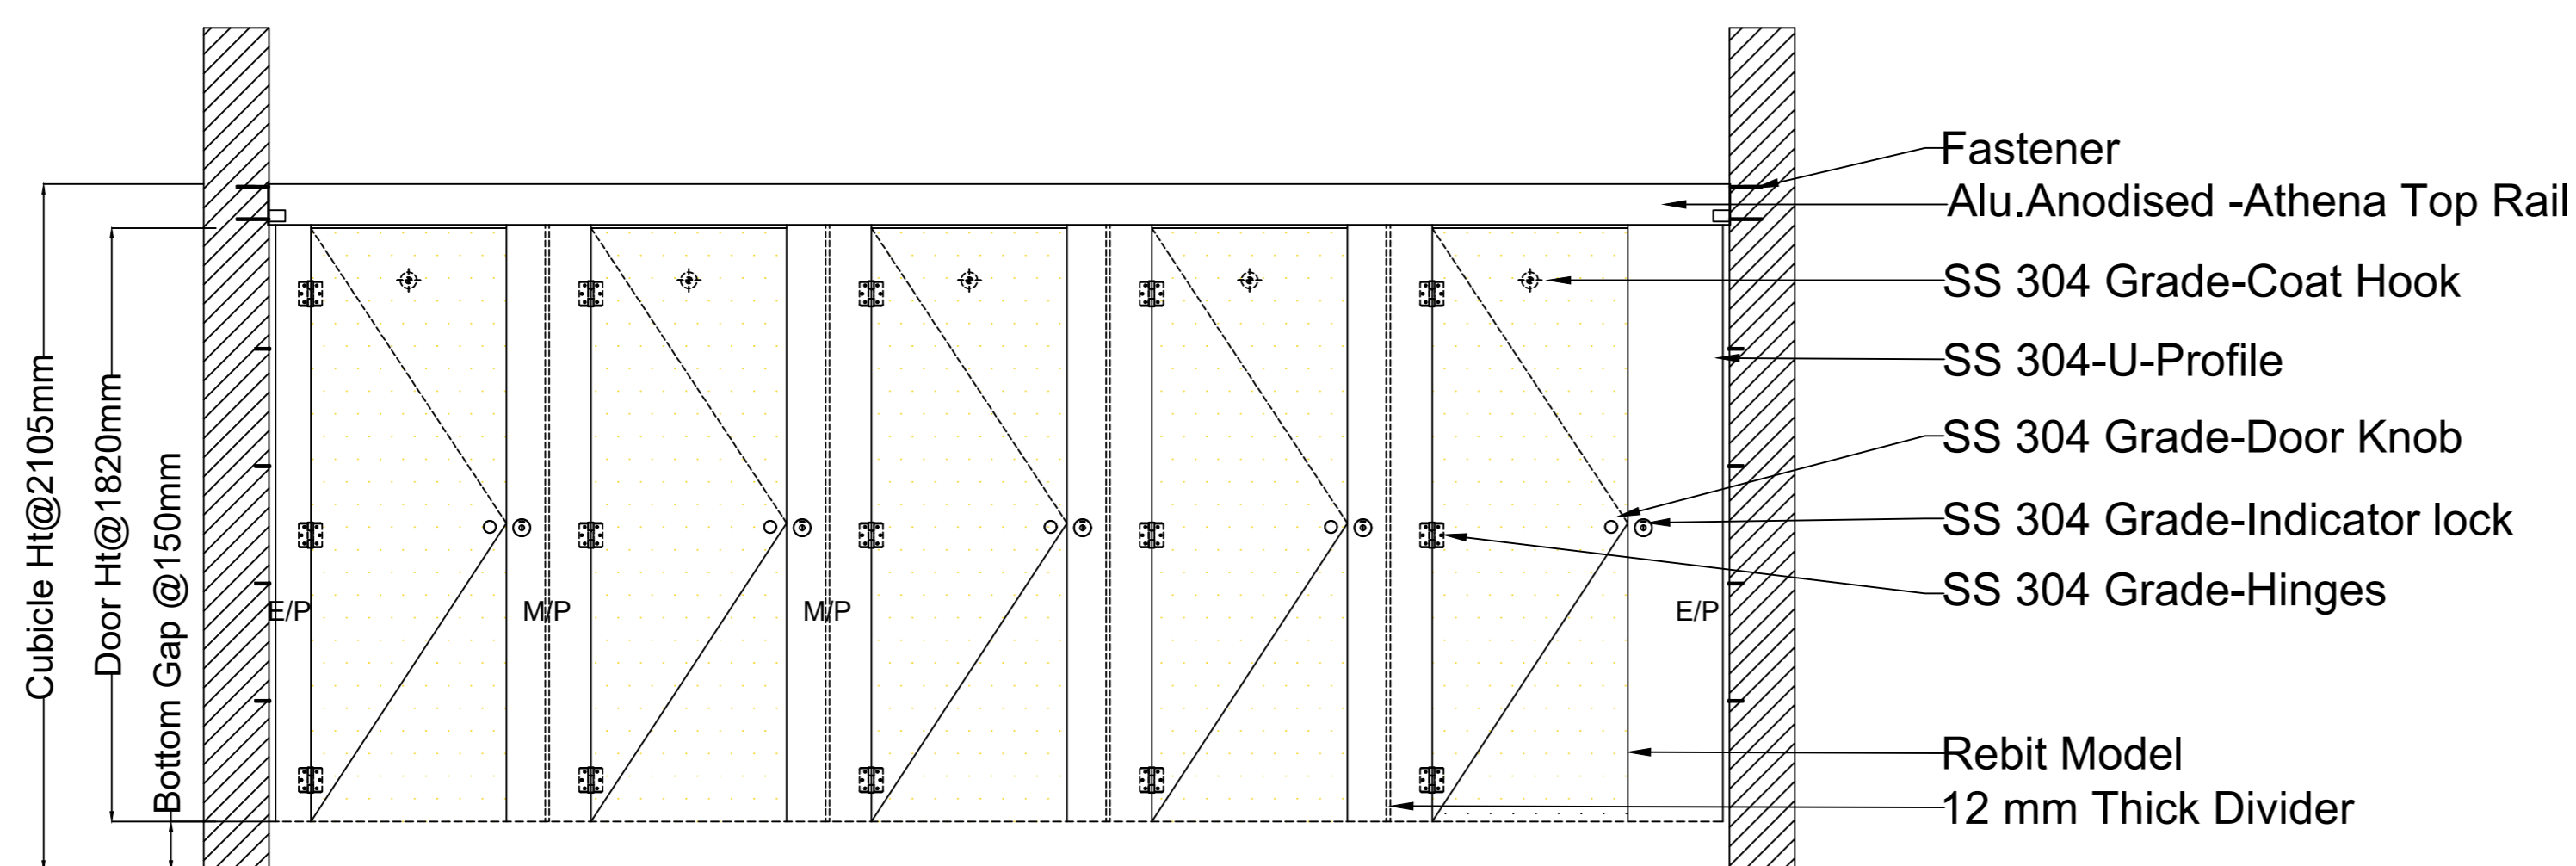 Fastener
Alu.Anodised -Athena Top Rail
SS 304 Grade-Coat Hook
SS 304-U-Profile
SS 304 Grade-Door Knob
SS 304 Grade-Indicator lock
SS 304 Grade-Hinges
Rebit Model
12 mm Thick Divider
Cubicle Ht@2105mm
Door Ht@1820mm
Bottom Gap @150mm
E/P
M/P
M/P
E/P